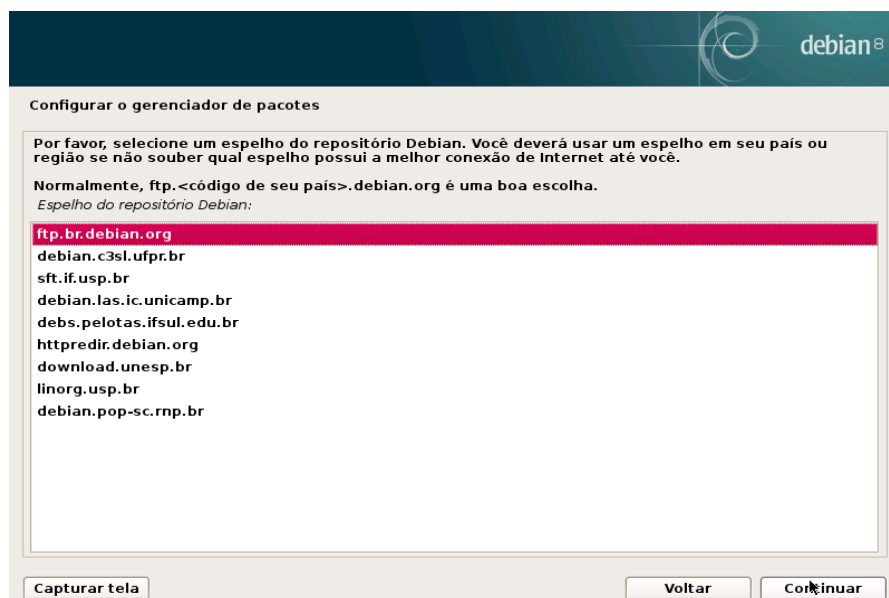 debian 8
Configurar o gerenciador de pacotes
Por favor, selecione um espelho do repositório Debian. Você deverá usar um espelho em seu país ou
região se não souber qual espelho possui a melhor conexão de Internet até você.
Normalmente, ftp.<código de seu país>.debian.org é uma boa escolha.
Espelho do repositório Debian:
ftp.br.debian.org
debian.c3sl.ufpr.br
sft.if.usp.br
debian.las.ic.unicamp.br
debs.pelotas.ifsul.edu.br
httpredir.debian.org
download.unesp.br
linorg.usp.br
debian.pop-sc.rnp.br
Capturar tela
Voltar
Continuar